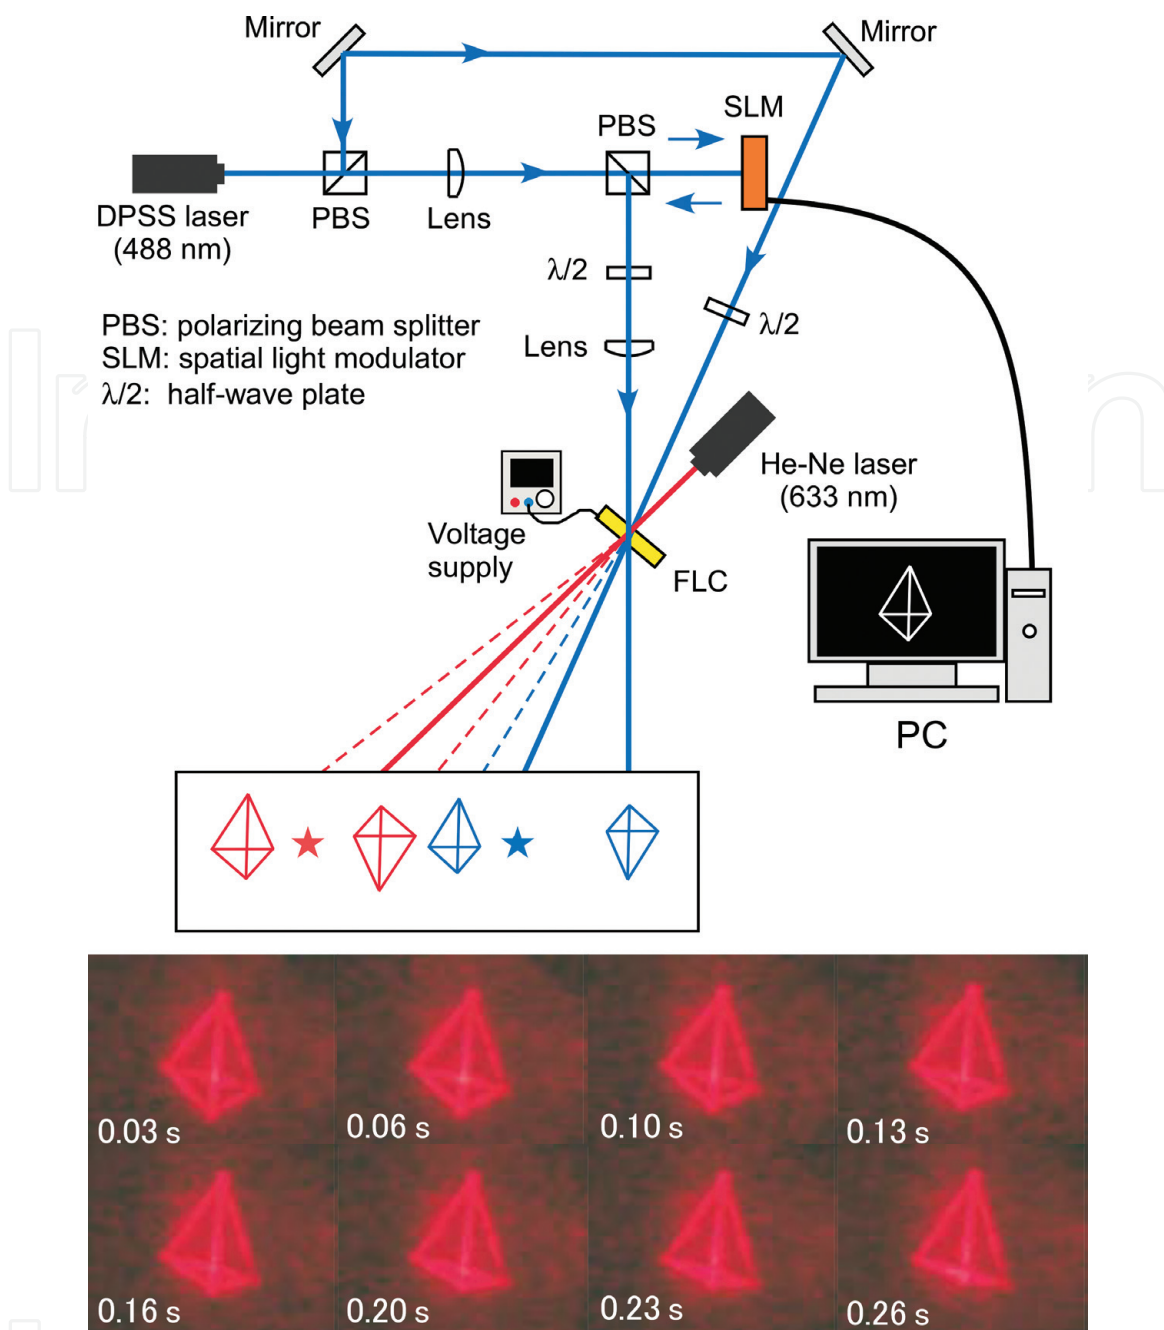 Mirror
Mirror
SLM
PBS
DPSS laser
(488 nm)
PBS
Lens
λ/2
λ/2
PBS: polarizing beam splitter
SLM: spatial light modulator
λ/2: half-wave plate
Lens
He-Ne laser
(633 nm)
Voltage
supply
FLC
PC
0.03 s
0.06 s
0.10 s
0.13 s
0.16 s
0.20 s
0.23 s
0.26 s